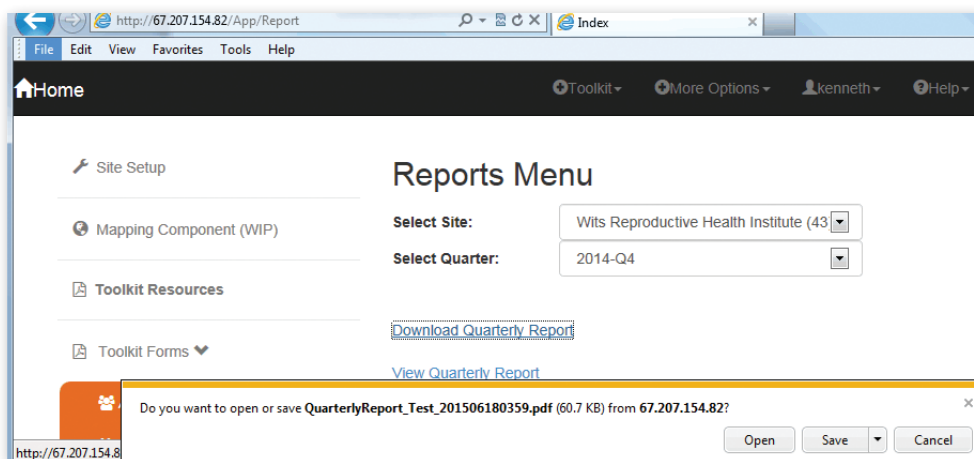 http://67.207.154.82/App/Report Index
File Edit View Favorites Tools Help
Home Toolkit More Options kenneth Help
Site Setup
Reports Menu
Select Site: Wits Reproductive Health Institute (43
Mapping Component (WIP)
Select Quarter: 2014-Q4
Toolkit Resources
Download Quarterly Report
Toolkit Forms
View Quarterly Report
Do you want to open or save QuarterlyReport_Test_201506180359.pdf (60.7 KB) from 67.207.154.82?
Open Save Cancel
http://67.207.154.8